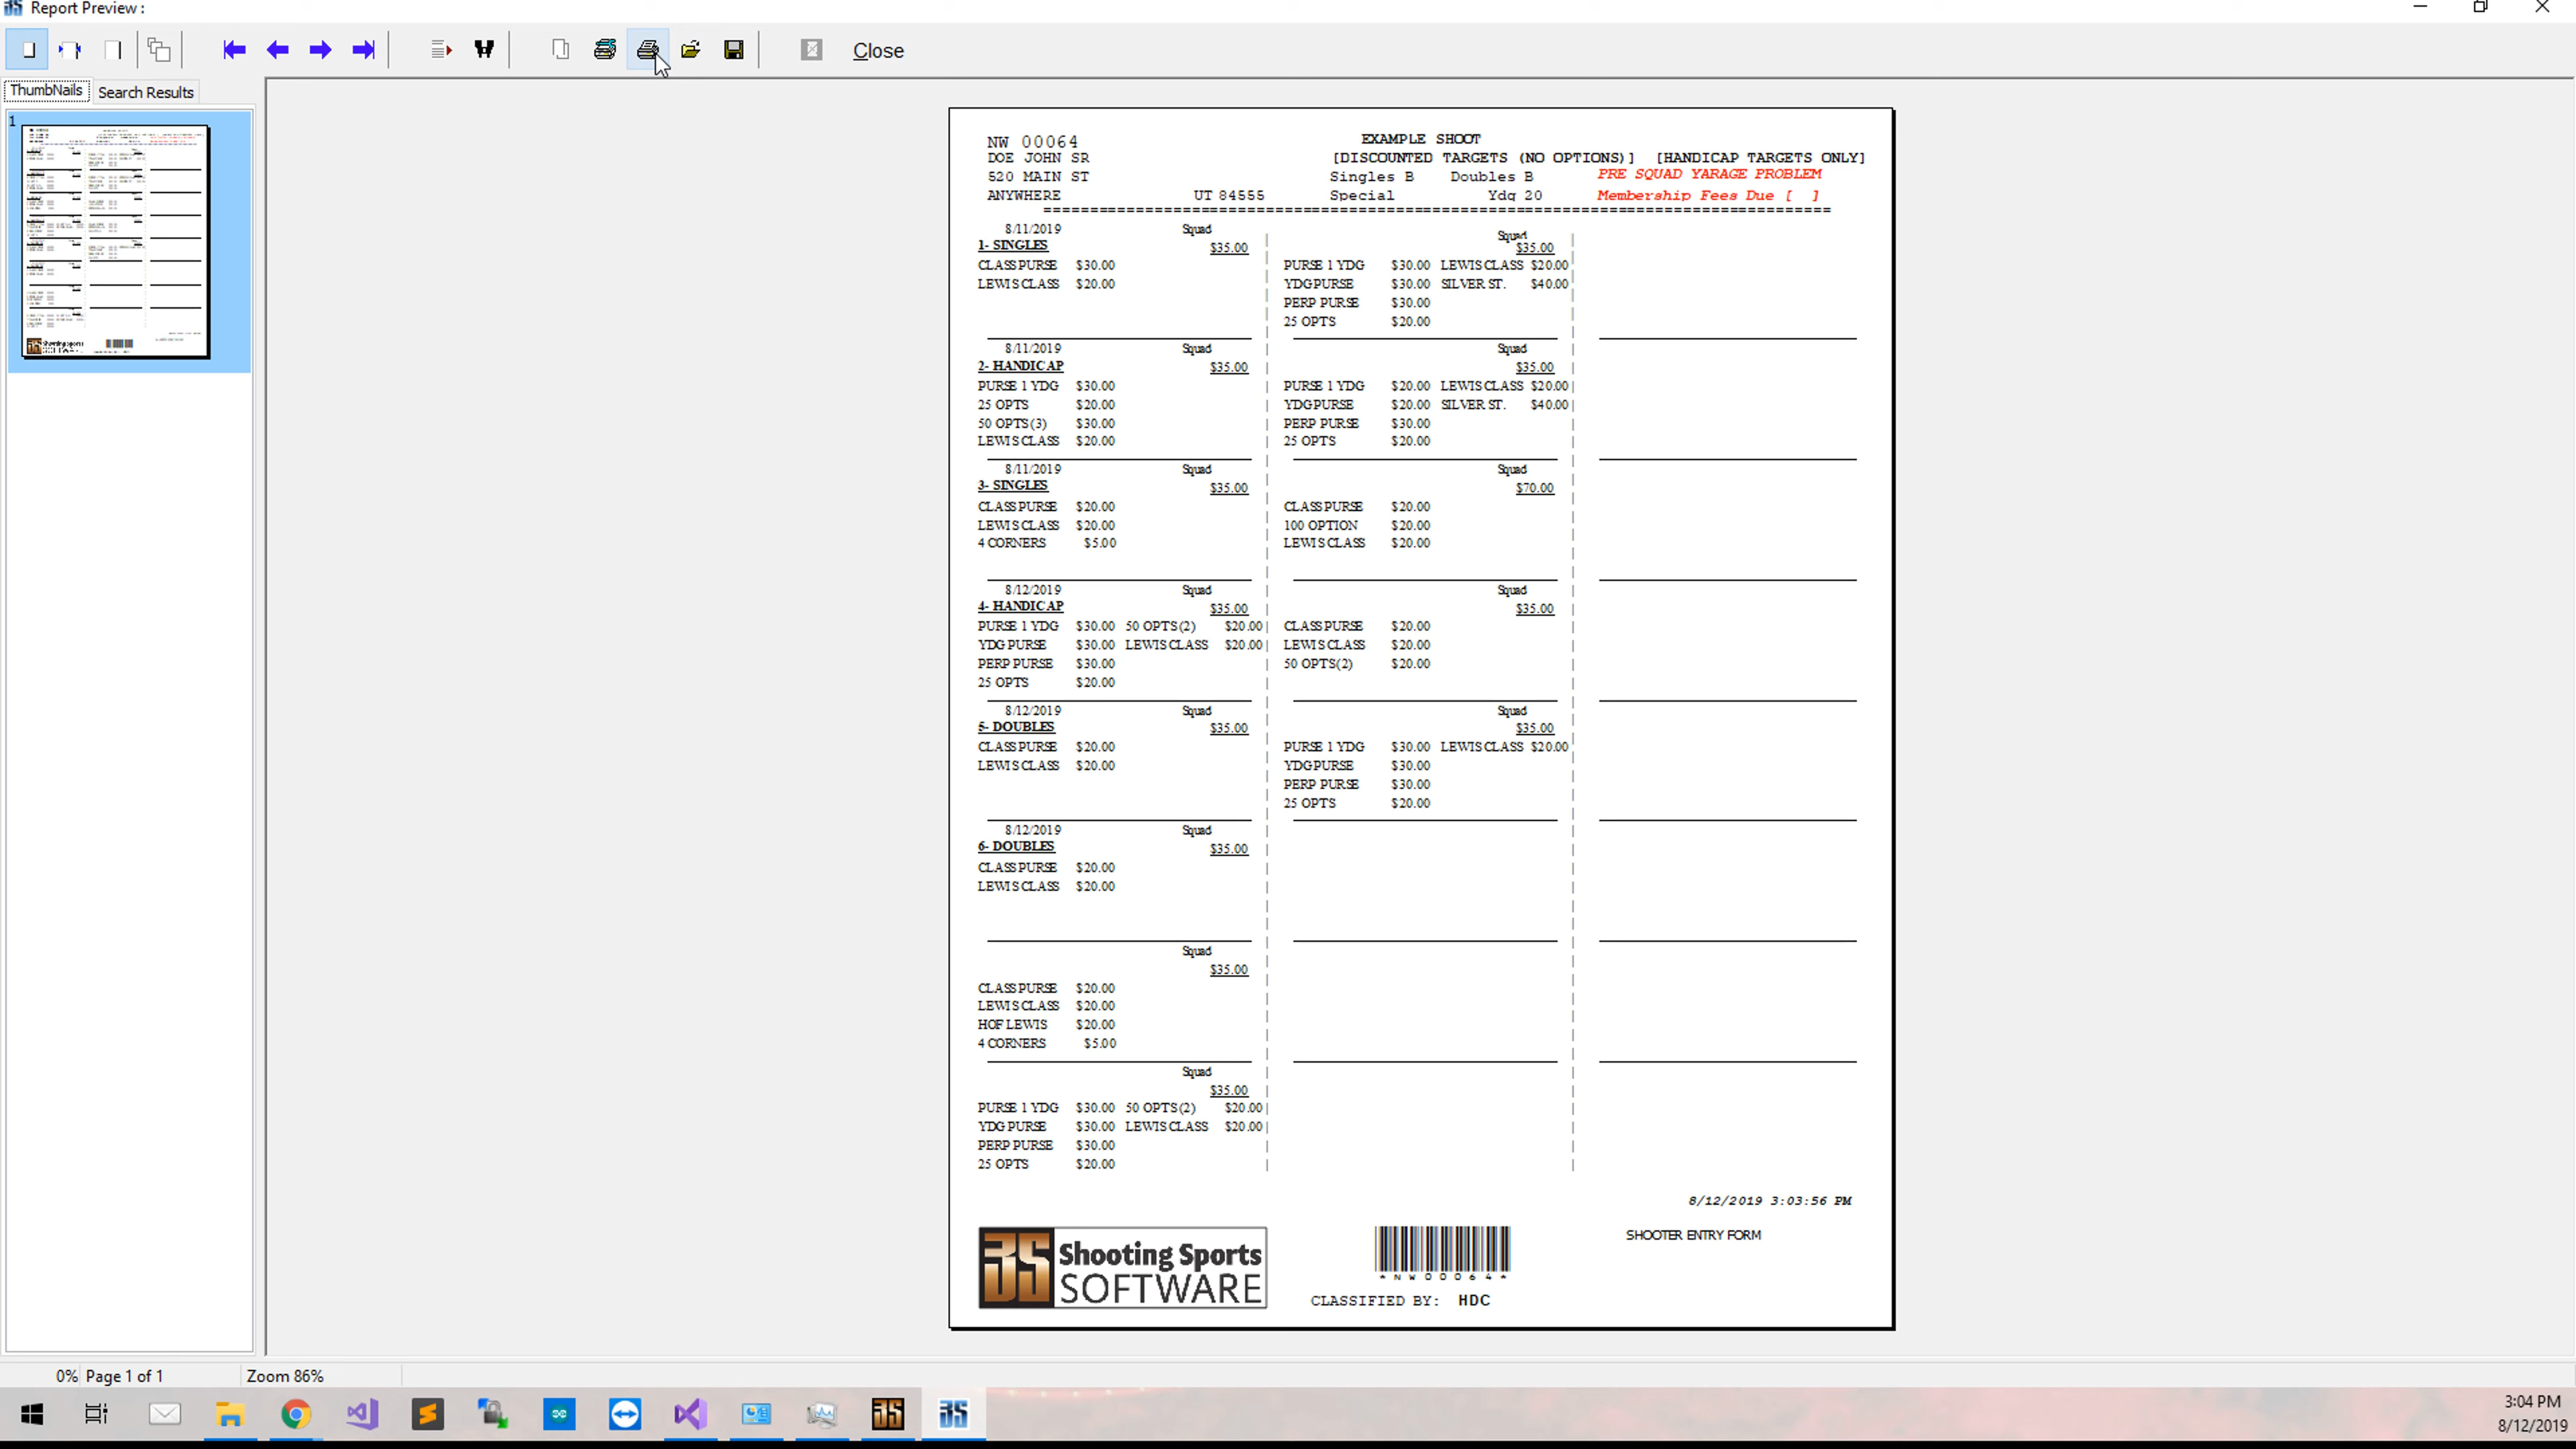 Report Preview :
Close
ThumbNails Search Results
1
NW 00064 EXAMPLE SHOOT
DOE JOHN SR [DISCOUNTED TARGETS (NO OPTIONS)] [HANDICAP TARGETS ONLY]
520 MAIN ST Singles B Doubles B PRE SQUAD YARAGE PROBLEM
ANYWHERE UT 84555 Special Ydg 20 Membership Fees Due [ ]
8/11/2019 Squad Squad
1- SINGLES $35.00 $35.00
CLASS PURSE $30.00 PURSE 1 YDG $30.00 LEWIS CLASS $20.00
LEWIS CLASS $20.00 YDG PURSE $30.00 SILVER ST. $40.00
PERP PURSE $30.00
25 OPTS $20.00
8/11/2019 Squad Squad
2- HANDICAP $35.00 $35.00
PURSE 1 YDG $30.00 PURSE 1 YDG $20.00 LEWIS CLASS $20.00
25 OPTS $20.00 YDG PURSE $20.00 SILVER ST. $40.00
50 OPTS (3) $30.00 PERP PURSE $30.00
LEWIS CLASS $20.00 25 OPTS $20.00
8/11/2019 Squad Squad
3- SINGLES $35.00 $70.00
CLASS PURSE $20.00 CLASS PURSE $20.00
LEWIS CLASS $20.00 100 OPTION $20.00
4 CORNERS $5.00 LEWIS CLASS $20.00
8/12/2019 Squad Squad
4- HANDICAP $35.00 $35.00
PURSE 1 YDG $30.00 50 OPTS (2) $20.00 CLASS PURSE $20.00
YDG PURSE $30.00 LEWIS CLASS $20.00 LEWIS CLASS $20.00
PERP PURSE $30.00 50 OPTS (2) $20.00
25 OPTS $20.00
8/12/2019 Squad Squad
5- DOUBLES $35.00 $35.00
CLASS PURSE $20.00 PURSE 1 YDG $30.00 LEWIS CLASS $20.00
LEWIS CLASS $20.00 YDG PURSE $30.00
PERP PURSE $30.00
25 OPTS $20.00
8/12/2019 Squad
6- DOUBLES $35.00
CLASS PURSE $20.00
LEWIS CLASS $20.00
Squad
$35.00
CLASS PURSE $20.00
LEWIS CLASS $20.00
HOF LEWIS $20.00
4 CORNERS $5.00
Squad
$35.00
PURSE 1 YDG $30.00 50 OPTS (2) $20.00
YDG PURSE $30.00 LEWIS CLASS $20.00
PERP PURSE $30.00
25 OPTS $20.00
8/12/2019 3:03:56 PM
SHOOTER ENTRY FORM
3S Shooting Sports
SOFTWARE
*NW00064*
CLASSIFIED BY: HDC
0% Page 1 of 1 Zoom 86%
3:04 PM
8/12/2019